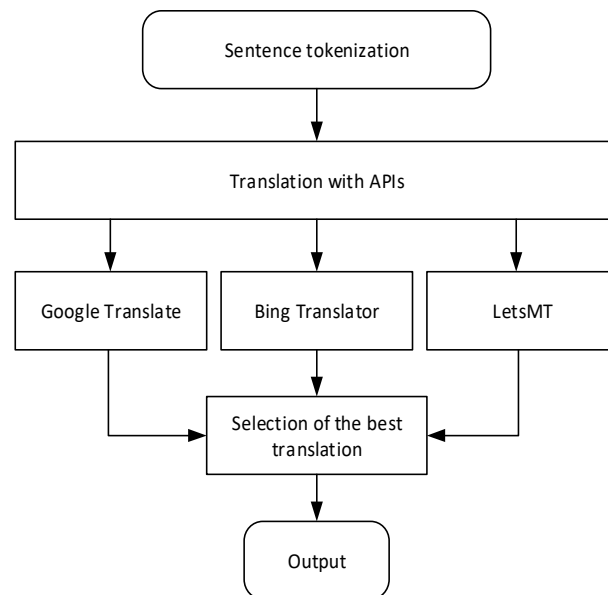 Sentence tokenization
Translation with APIs
Google Translate
Bing Translator
LetsMT
Selection of the best
translation
Output